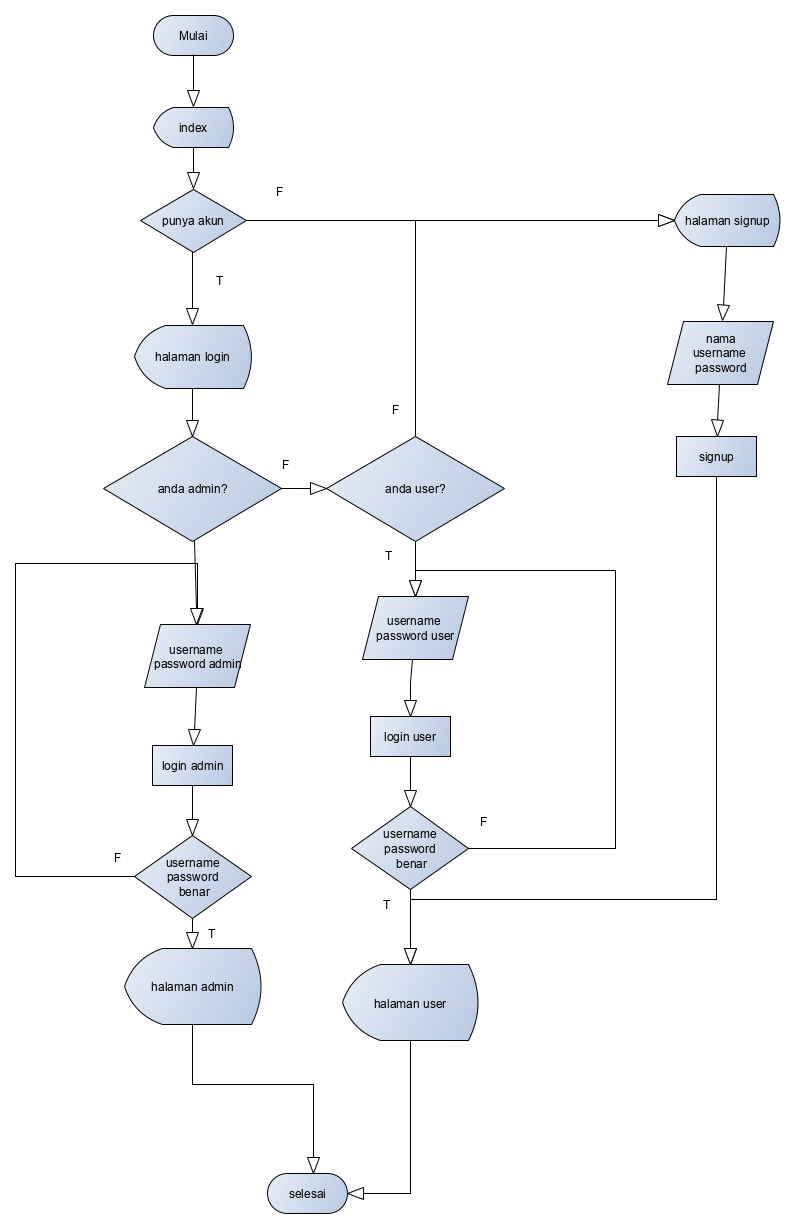 Mulai
index
F
punya akun
halaman signup
T
nama
username
password
halaman login
F
signup
F
anda admin?
anda user?
T
username
password user
username
password admin
login user
login admin
F
username
password
benar
F
username
password
benar
T
T
halaman admin
halaman user
selesai